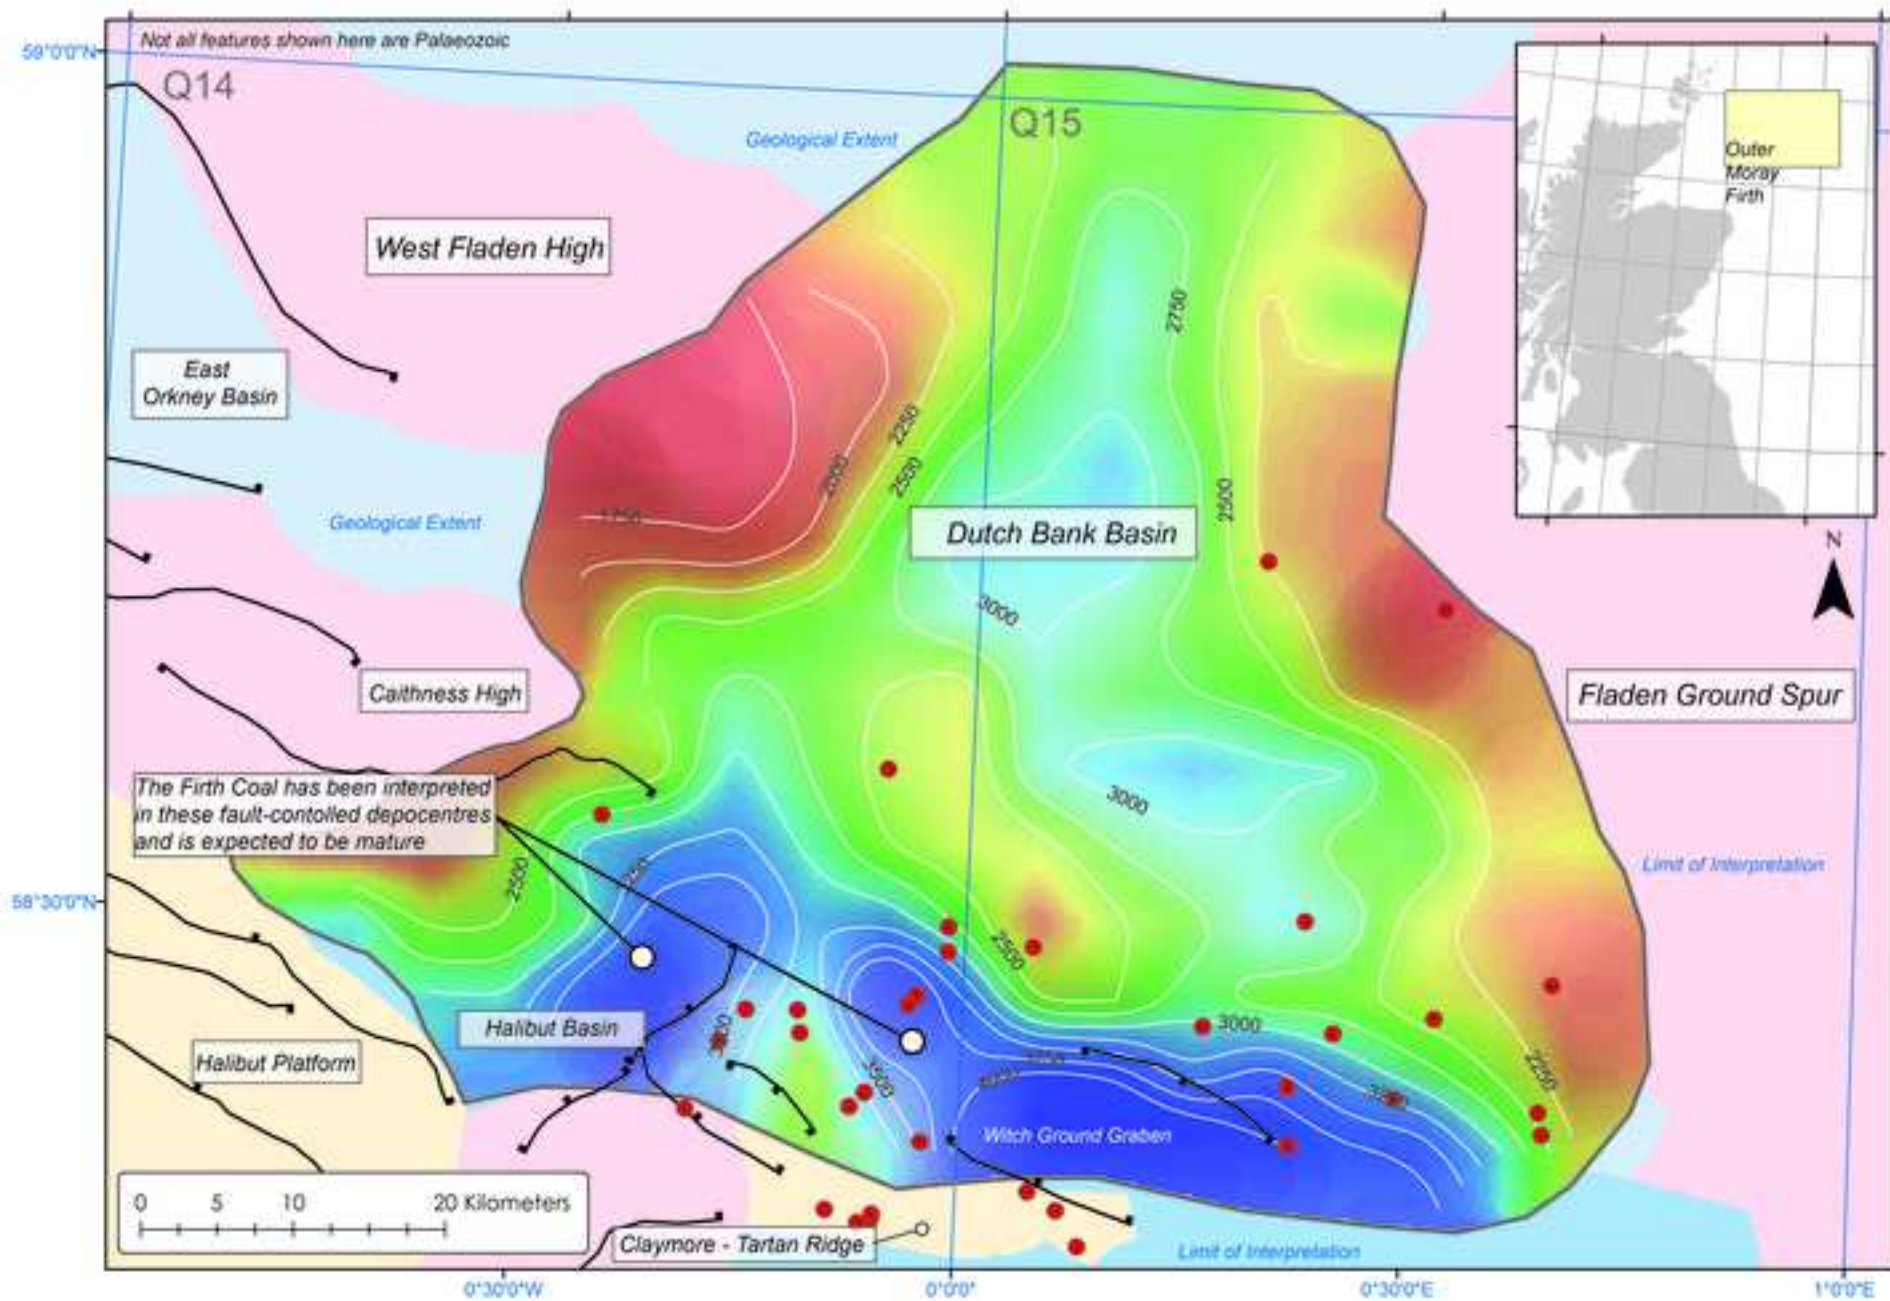 Not all features shown here are Palaeozoic
59°0'0"N
Q14
Q15
Geological Extent
Outer
Moray
Firth
West Fladen High
2750
East
Orkney Basin
2250
2000
2500
2500
1750
Geological Extent
Dutch Bank Basin
N
3000
Caithness High
Fladen Ground Spur
The Firth Coal has been interpreted
in these fault-contolled depocentres
and is expected to be mature
3000
2500
Limit of Interpretation
58°30'0"N
2500
Halibut Basin
3000
Halibut Platform
2250
3500
Witch Ground Graben
0 5 10 20 Kilometers
Claymore - Tartan Ridge
Limit of Interpretation
0°30'0"W
0°0'0"
0°30'0"E
1°0'0"E